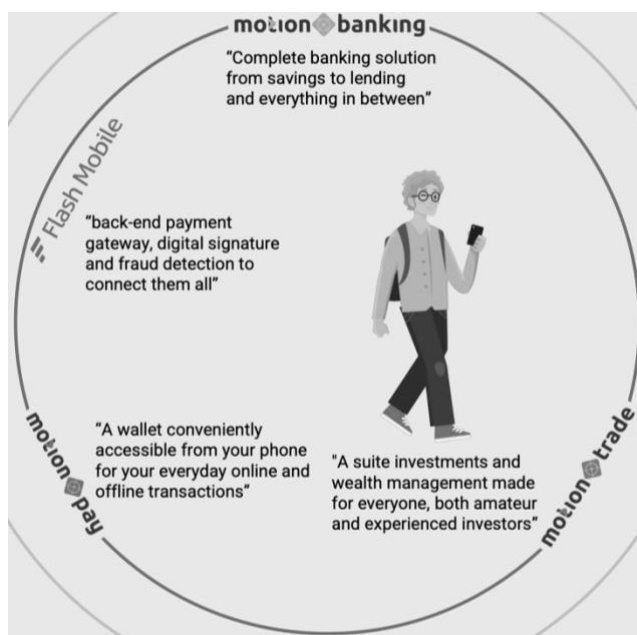 motion banking
“Complete banking solution
from savings to lending
and everything in between”
Flash Mobile
“back-end payment
gateway, digital signature
and fraud detection to
connect them all”
motion pay
“A wallet conveniently
accessible from your phone
for your everyday online and
offline transactions”
"A suite investments and
wealth management made
for everyone, both amateur
and experienced investors”
motion trade